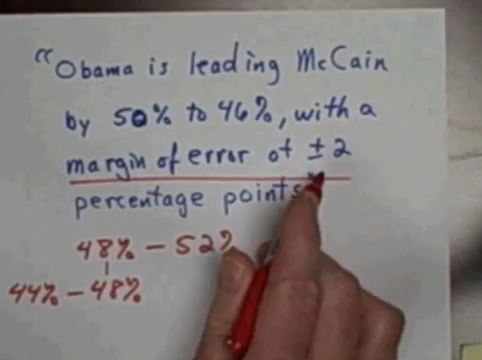 "Obama is leading McCain
by 50% to 46%, with a
margin of error of ± 2
percentage points
48% - 52%
44% - 48%